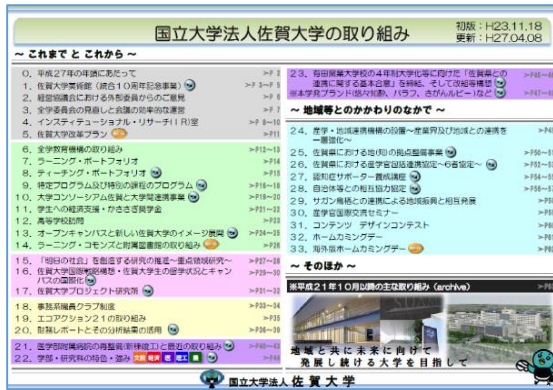 国立大学法人佐賀大学の取り組み
初版：H23.11.18
更新：H27.04.08
～ これまで と これから ～
0．平成27年の年頭にあたって
1．佐賀大学美術館（統合10周年記念事業）
2．経営協議会における外部委員からのご意見
3．全学委員会の見直しと会議の効率的な運営
4．インスティテューショナル・リサーチ(IR)室
5．佐賀大学改革プラン
6．全学教育機構の取り組み
7．ラーニング・ポートフォリオ
8．ティーチング・ポートフォリオ
9．特定プログラム及び特別の課程のプログラム
10．大学コンソーシアム佐賀と大学間連携事業
11．学生への経済支援・かささぎ奨学金
12．高等学校訪問
13．オープンキャンパスと新しい佐賀大学のイメージ展開
14．ラーニング・コモンズと附属図書館の取り組み
15．「明日の社会」を創造する研究の推進～重点領域研究～
16．佐賀大学国際戦略構想・佐賀大学生の留学状況とキャンパスの国際化
17．佐賀大学プロジェクト研究所
18．事務系職員クラブ制度
19．エコアクション21の取り組み
20．財務レポートとその分析結果の活用
21．医学部附属病院の再整備(新棟竣工)と最近の取り組み
22．学部・研究科の特色・強み
23．有田窯業大学校の4年制大学化等に向けた「佐賀県との連携に関する基本合意」を締結、そして改組等構想
～ 地域等とのかかわりのなかで ～
24．産学・地域連携機構の設置～産業界及び地域との連携を一層強化～
25．佐賀県における地(知)の拠点整備事業
26．佐賀県における産学官包括連携協定～6者協定～
27．認知症サポーター養成講座
28．自治体等との相互協力協定
29．サガン鳥栖との連携による地域振興と相互発展
30．産学官国際交流セミナー
31．コンテンツ デザインコンテスト
32．ホームカミングデー
33．海外版ホームカミングデー
～ そのほか ～
※平成21年10月以降の主な取り組み（archive）
地域と共に未来に向けて
発展し続ける大学を目指して
国立大学法人 佐賀大学